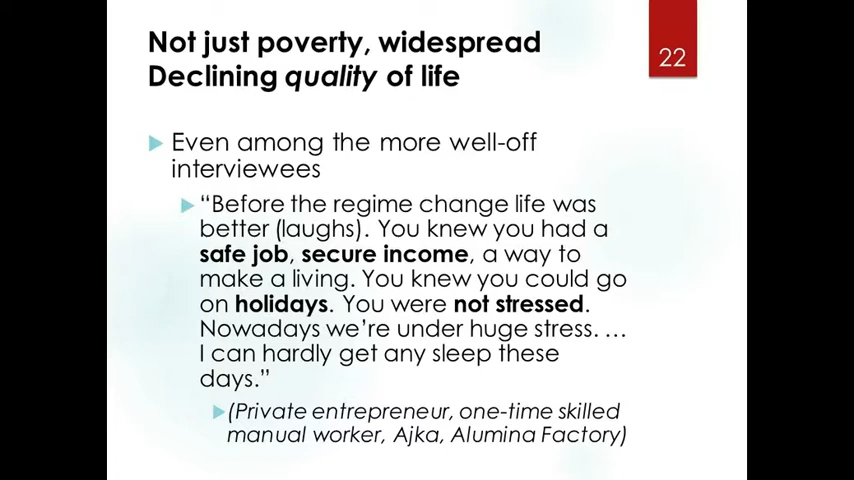 Not just poverty, widespread
Declining quality of life
22
Even among the more well-off
interviewees
“Before the regime change life was
better (laughs). You knew you had a
safe job, secure income, a way to
make a living. You knew you could go
on holidays. You were not stressed.
Nowadays we’re under huge stress. …
I can hardly get any sleep these
days.”
(Private entrepreneur, one-time skilled
manual worker, Ajka, Alumina Factory)